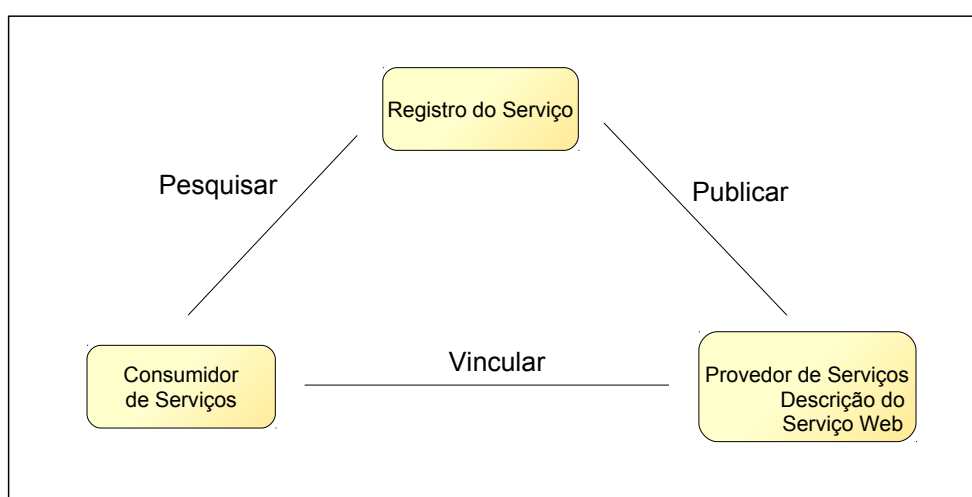 Registro do Serviço
Pesquisar
Publicar
Vincular
Consumidor
de Serviços
Provedor de Serviços
Descrição do
Serviço Web